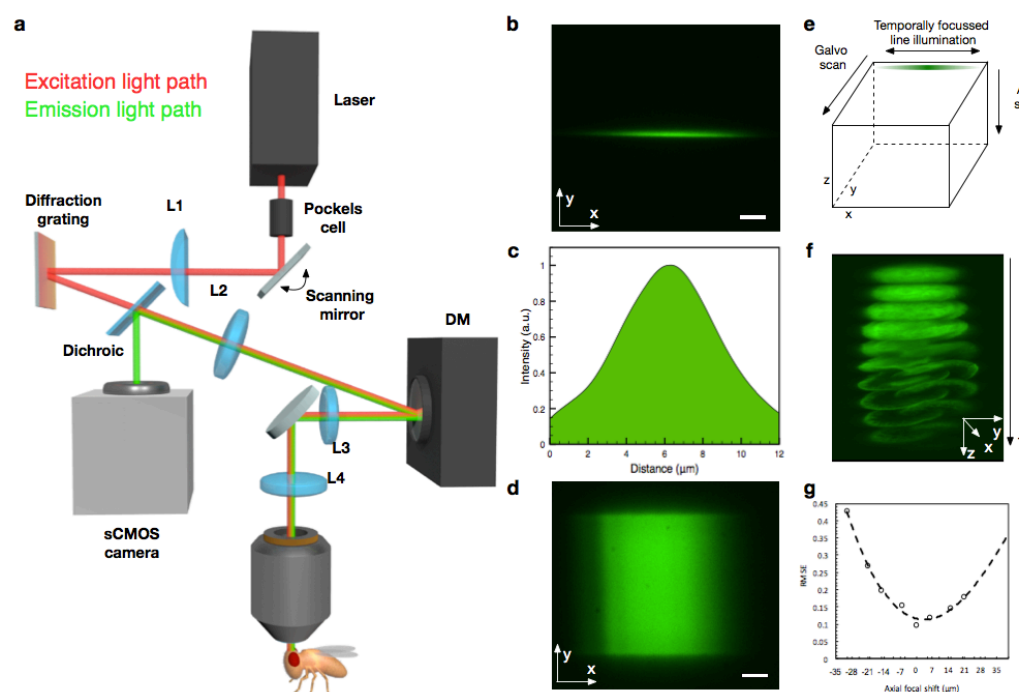 a
Excitation light path
Emission light path
Laser
Pockels
cell
Diffraction
grating
L1
L2
Scanning
mirror
Dichroic
DM
L3
L4
sCMOS
camera
b
y
x
c
Intensity (a.u.)
1
0.8
0.6
0.4
0.2
0
0 2 4 6 8 10 12
Distance (µm)
d
y
x
e
Temporally focussed
line illumination
Galvo
scan
A
s
z
y
x
f
y
x
z
g
RMSE
0.45
0.4
0.35
0.3
0.25
0.2
0.15
0.1
0.05
0
-35 -28 -21 -14 -7 0 7 14 21 28 35
Axial focal shift (µm)